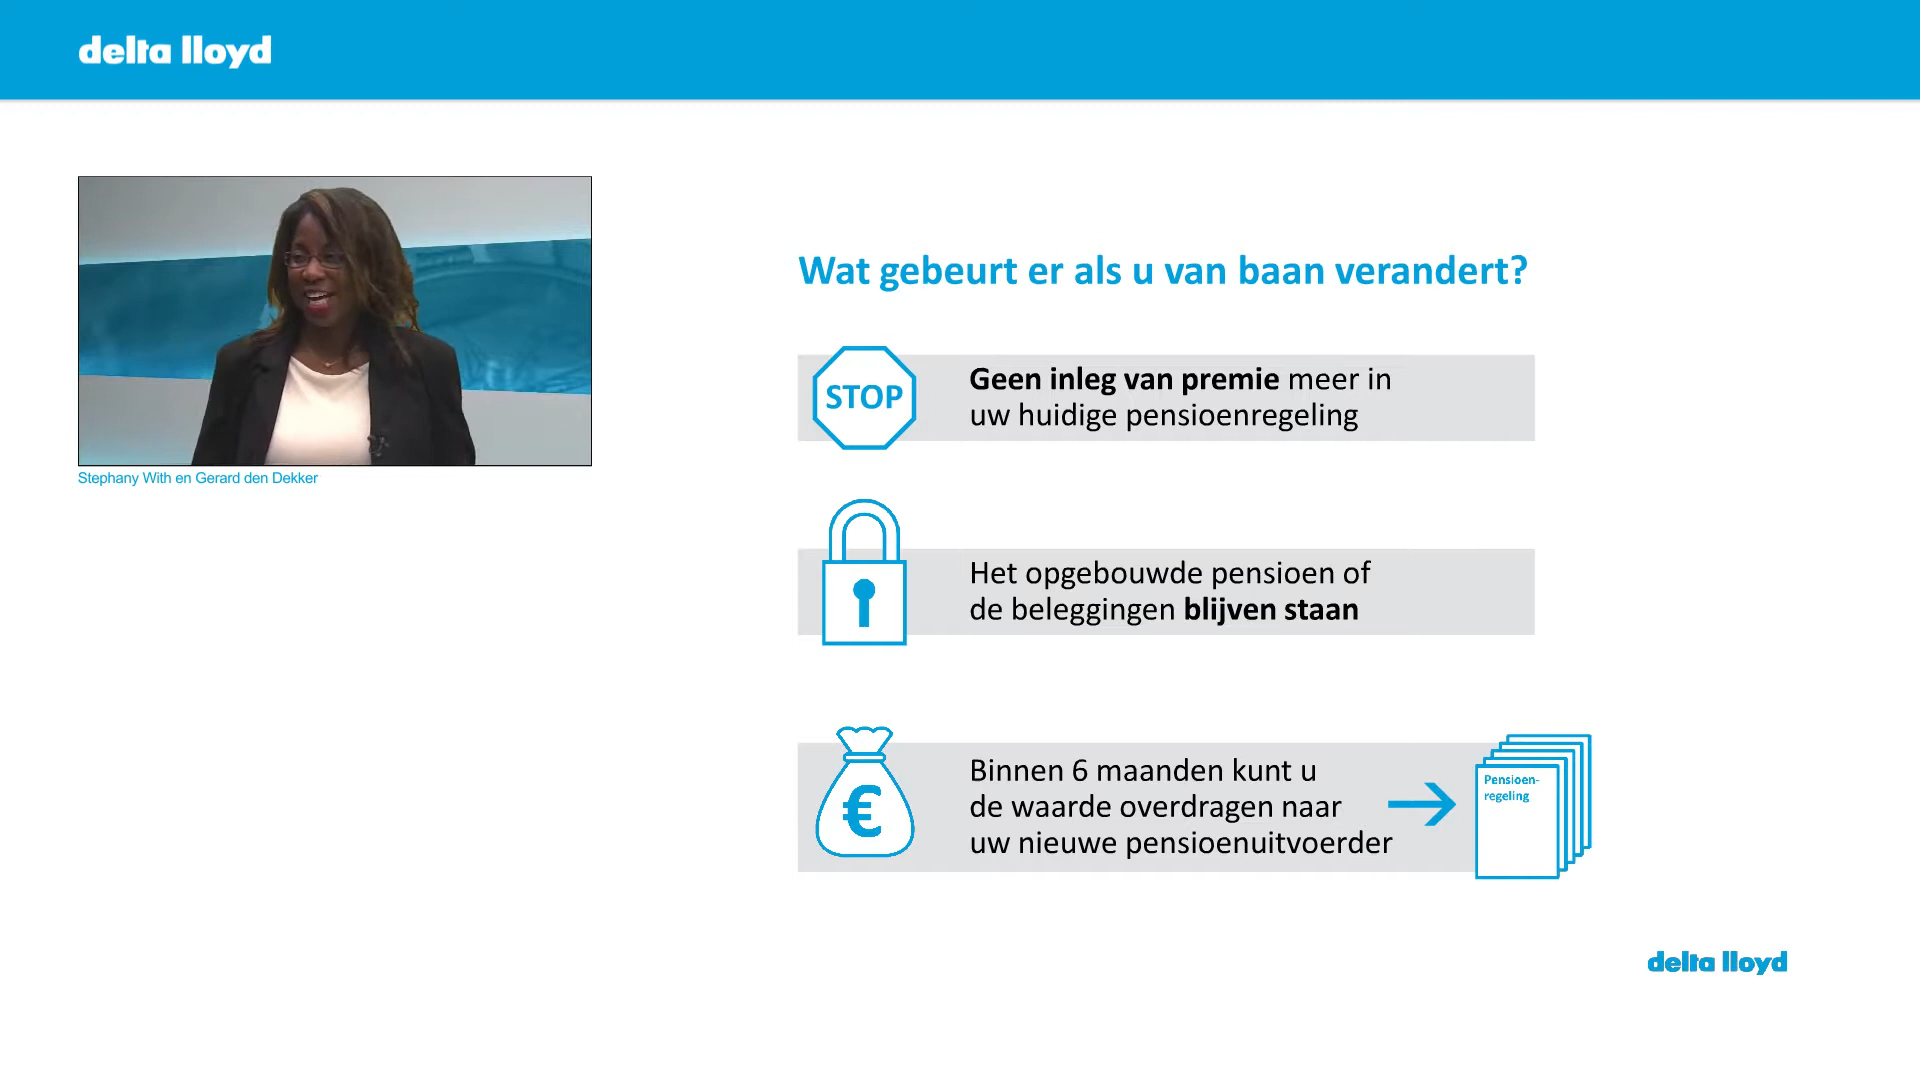 delta lloyd
Stephany With en Gerard den Dekker
Wat gebeurt er als u van baan verandert?
STOP
Geen inleg van premie meer in
uw huidige pensioenregeling
Het opgebouwde pensioen of
de beleggingen blijven staan
€
Binnen 6 maanden kunt u
de waarde overdragen naar
uw nieuwe pensioenuitvoerder
Pensioen-
regeling
delta lloyd